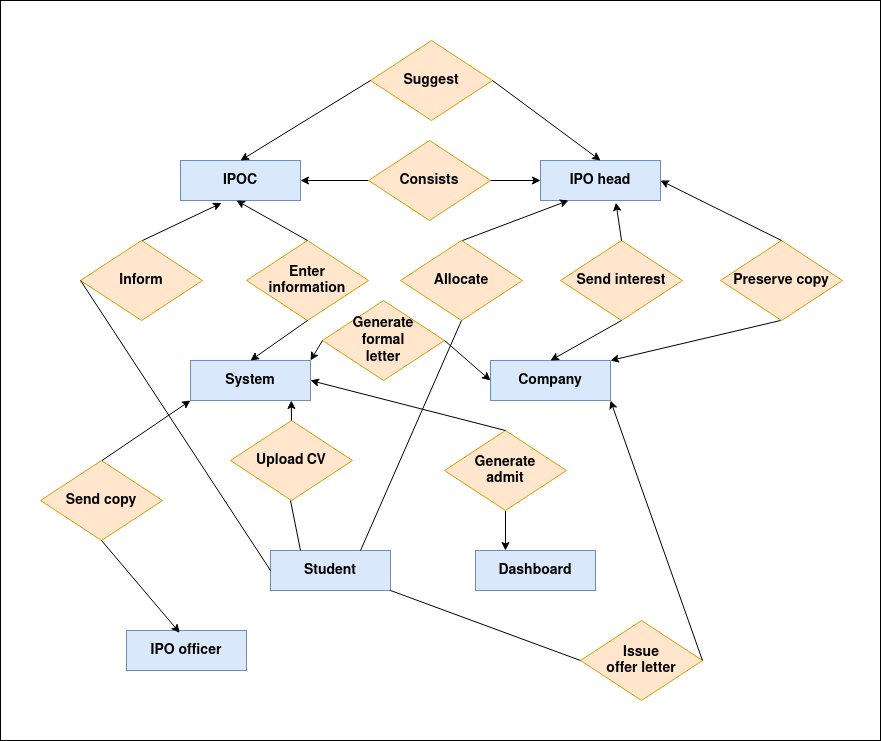 Suggest
IPOC
Consists
IPO head
Inform
Enter
information
Allocate
Send interest
Preserve copy
Generate
formal
letter
System
Company
Send copy
Upload CV
Generate
admit
Student
Dashboard
IPO officer
Issue
offer letter